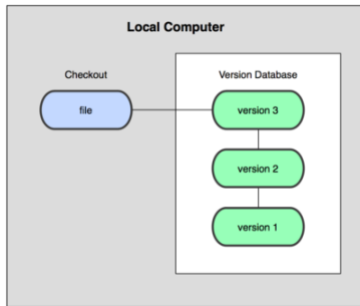 Local Computer
Checkout
Version Database
file
version 3
version 2
version 1